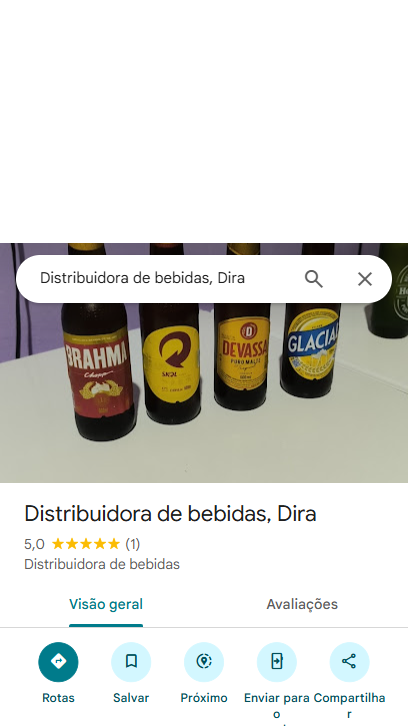 Distribuidora de bebidas, Dira
BRAHMA
Chopp
SKOL
D
DEVASSA
PURO MALTE
GLACIAL
Distribuidora de bebidas, Dira
5,0 (1)
Distribuidora de bebidas
Visão geral
Avaliações
Rotas
Salvar
Próximo
Enviar para
o
Compartilha
r